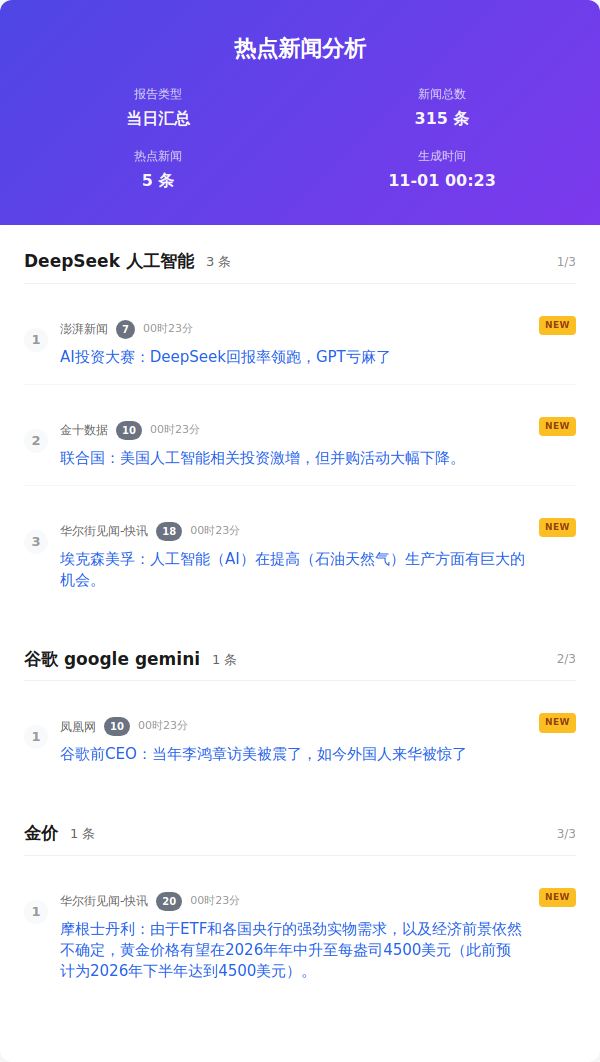 热点新闻分析
报告类型
当日汇总
新闻总数
315 条
热点新闻
5 条
生成时间
11-01 00:23
DeepSeek 人工智能 3 条 1/3
1 澎湃新闻 7 00时23分 NEW
AI投资大赛：DeepSeek回报率领跑，GPT亏麻了
2 金十数据 10 00时23分 NEW
联合国：美国人工智能相关投资激增，但并购活动大幅下降。
3 华尔街见闻-快讯 18 00时23分 NEW
埃克森美孚：人工智能（AI）在提高（石油天然气）生产方面有巨大的
机会。
谷歌 google gemini 1 条 2/3
1 凤凰网 10 00时23分 NEW
谷歌前CEO：当年李鸿章访美被震了，如今外国人来华被惊了
金价 1 条 3/3
1 华尔街见闻-快讯 20 00时23分 NEW
摩根士丹利：由于ETF和各国央行的强劲实物需求，以及经济前景依然
不确定，黄金价格有望在2026年年中升至每盎司4500美元（此前预
计为2026年下半年达到4500美元）。